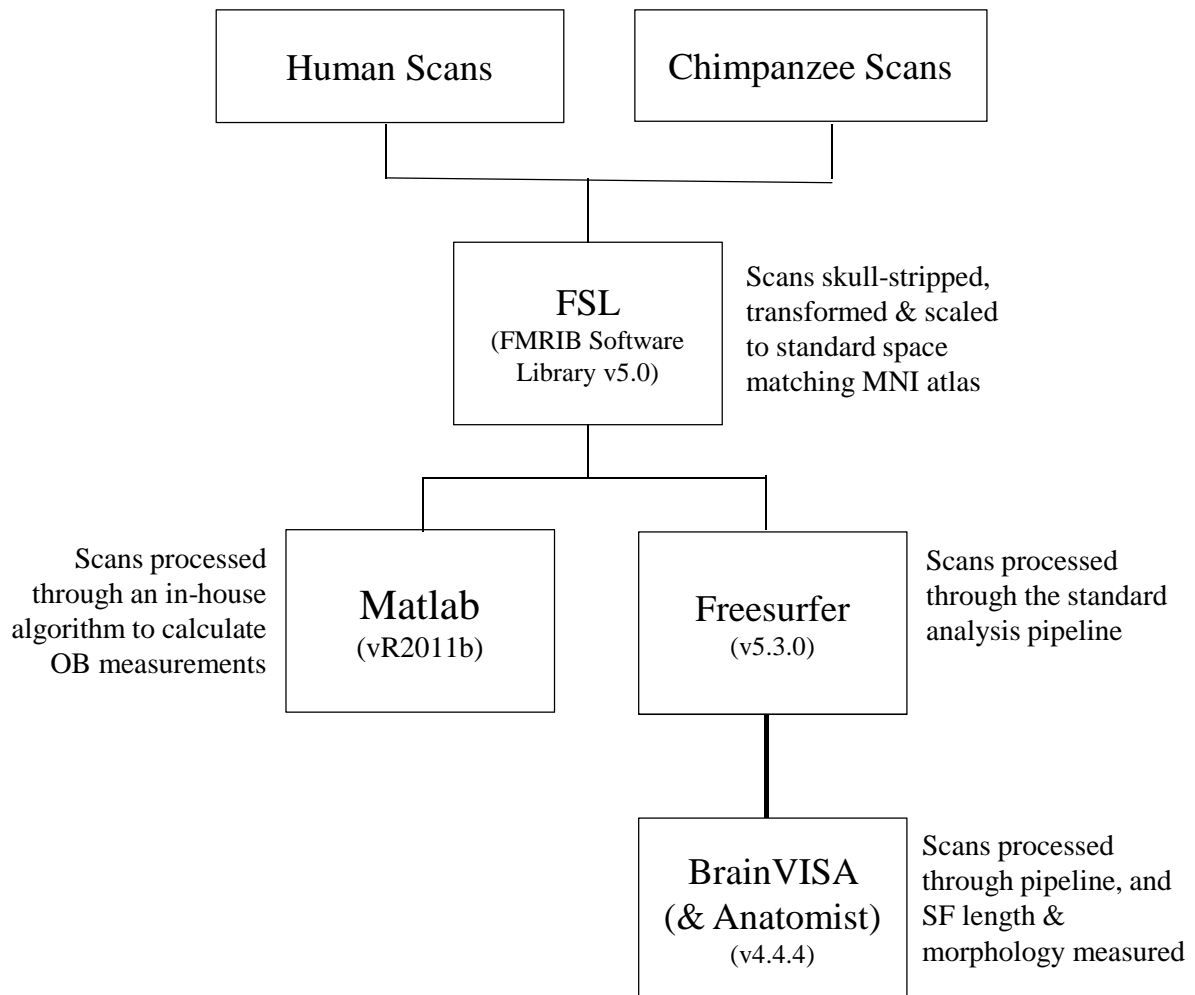 Human Scans
Chimpanzee Scans
FSL
(FMRIB Software
Library v5.0)
Scans skull-stripped,
transformed & scaled
to standard space
matching MNI atlas
Scans processed
through an in-house
algorithm to calculate
OB measurements
Matlab
(vR2011b)
Freesurfer
(v5.3.0)
Scans processed
through the standard
analysis pipeline
BrainVISA
(& Anatomist)
(v4.4.4)
Scans processed
through pipeline, and
SF length &
morphology measured